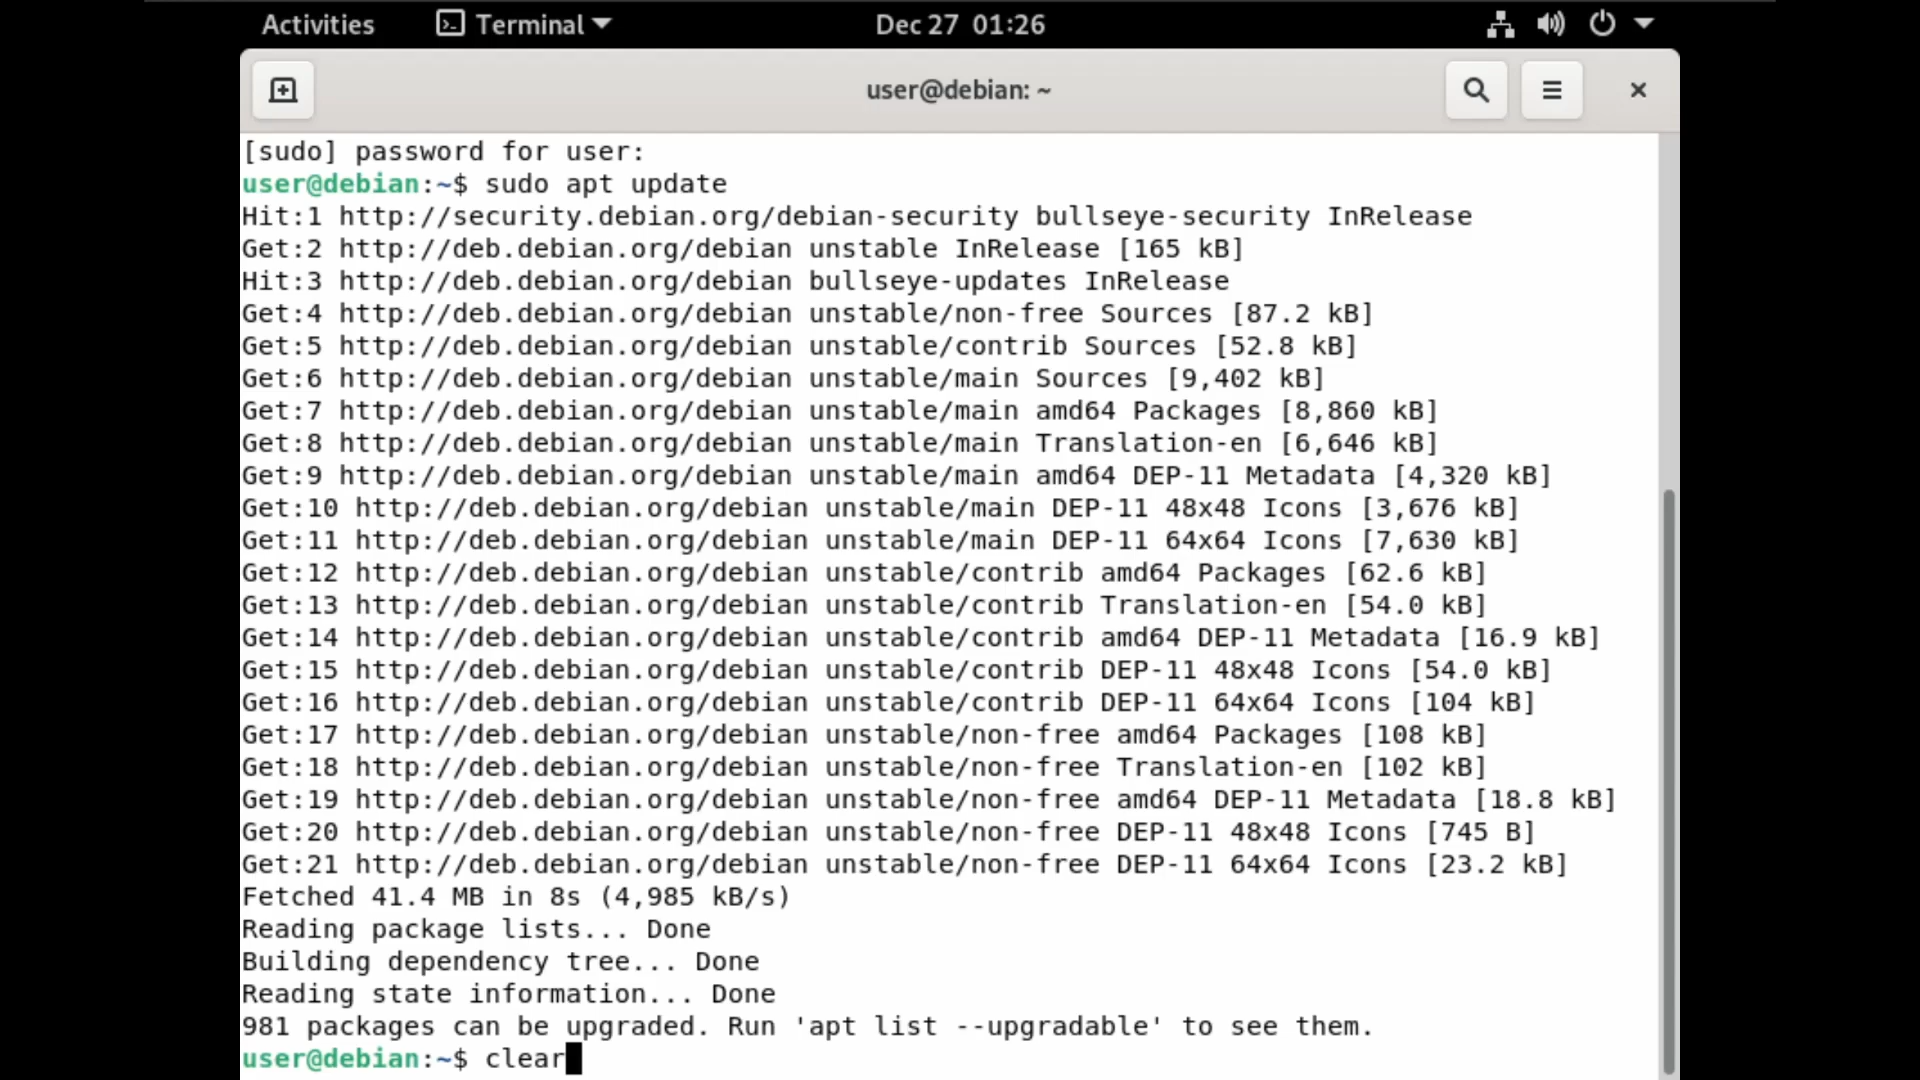 Activities Terminal Dec 27 01:26
user@debian: ~
[sudo] password for user:
user@debian:~$ sudo apt update
Hit:1 http://security.debian.org/debian-security bullseye-security InRelease
Get:2 http://deb.debian.org/debian unstable InRelease [165 kB]
Hit:3 http://deb.debian.org/debian bullseye-updates InRelease
Get:4 http://deb.debian.org/debian unstable/non-free Sources [87.2 kB]
Get:5 http://deb.debian.org/debian unstable/contrib Sources [52.8 kB]
Get:6 http://deb.debian.org/debian unstable/main Sources [9,402 kB]
Get:7 http://deb.debian.org/debian unstable/main amd64 Packages [8,860 kB]
Get:8 http://deb.debian.org/debian unstable/main Translation-en [6,646 kB]
Get:9 http://deb.debian.org/debian unstable/main amd64 DEP-11 Metadata [4,320 kB]
Get:10 http://deb.debian.org/debian unstable/main DEP-11 48x48 Icons [3,676 kB]
Get:11 http://deb.debian.org/debian unstable/main DEP-11 64x64 Icons [7,630 kB]
Get:12 http://deb.debian.org/debian unstable/contrib amd64 Packages [62.6 kB]
Get:13 http://deb.debian.org/debian unstable/contrib Translation-en [54.0 kB]
Get:14 http://deb.debian.org/debian unstable/contrib amd64 DEP-11 Metadata [16.9 kB]
Get:15 http://deb.debian.org/debian unstable/contrib DEP-11 48x48 Icons [54.0 kB]
Get:16 http://deb.debian.org/debian unstable/contrib DEP-11 64x64 Icons [104 kB]
Get:17 http://deb.debian.org/debian unstable/non-free amd64 Packages [108 kB]
Get:18 http://deb.debian.org/debian unstable/non-free Translation-en [102 kB]
Get:19 http://deb.debian.org/debian unstable/non-free amd64 DEP-11 Metadata [18.8 kB]
Get:20 http://deb.debian.org/debian unstable/non-free DEP-11 48x48 Icons [745 B]
Get:21 http://deb.debian.org/debian unstable/non-free DEP-11 64x64 Icons [23.2 kB]
Fetched 41.4 MB in 8s (4,985 kB/s)
Reading package lists... Done
Building dependency tree... Done
Reading state information... Done
981 packages can be upgraded. Run 'apt list --upgradable' to see them.
user@debian:~$ clear